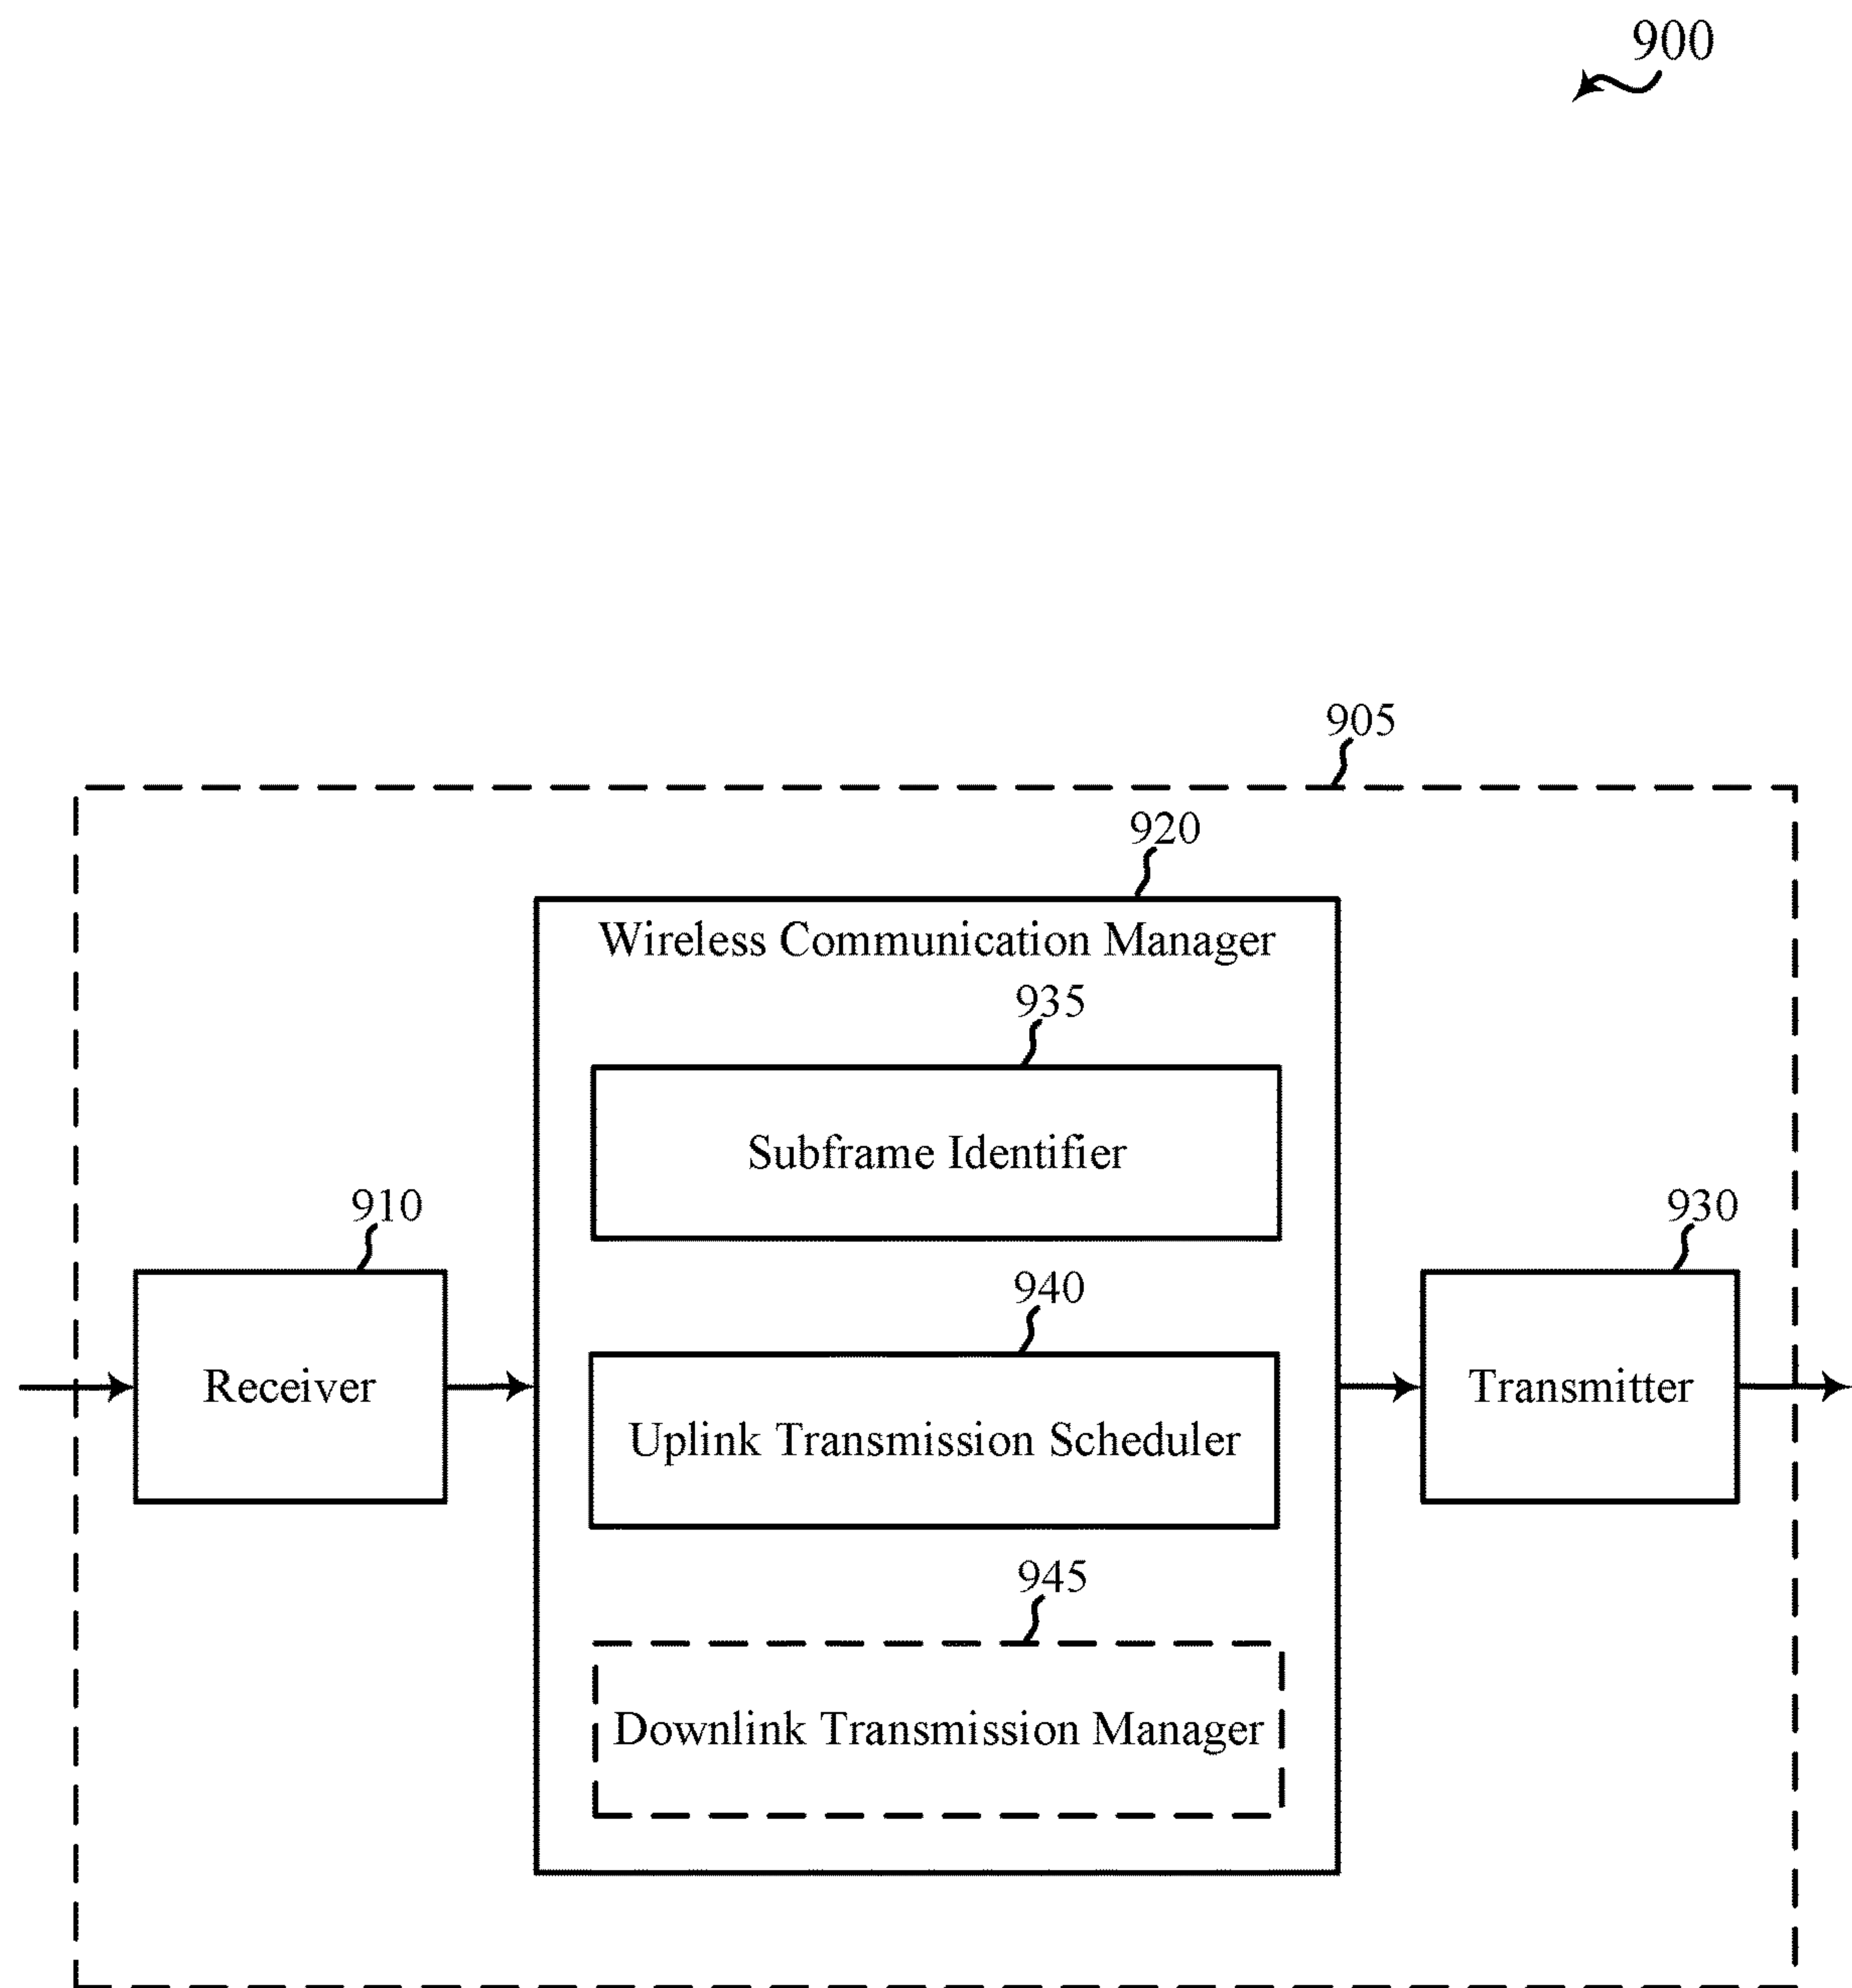 900
905
920
Wireless Communication Manager
935
Subframe Identifier
910
930
940
Receiver
Transmitter
Uplink Transmission Scheduler
945
Downlink Transmission Manager